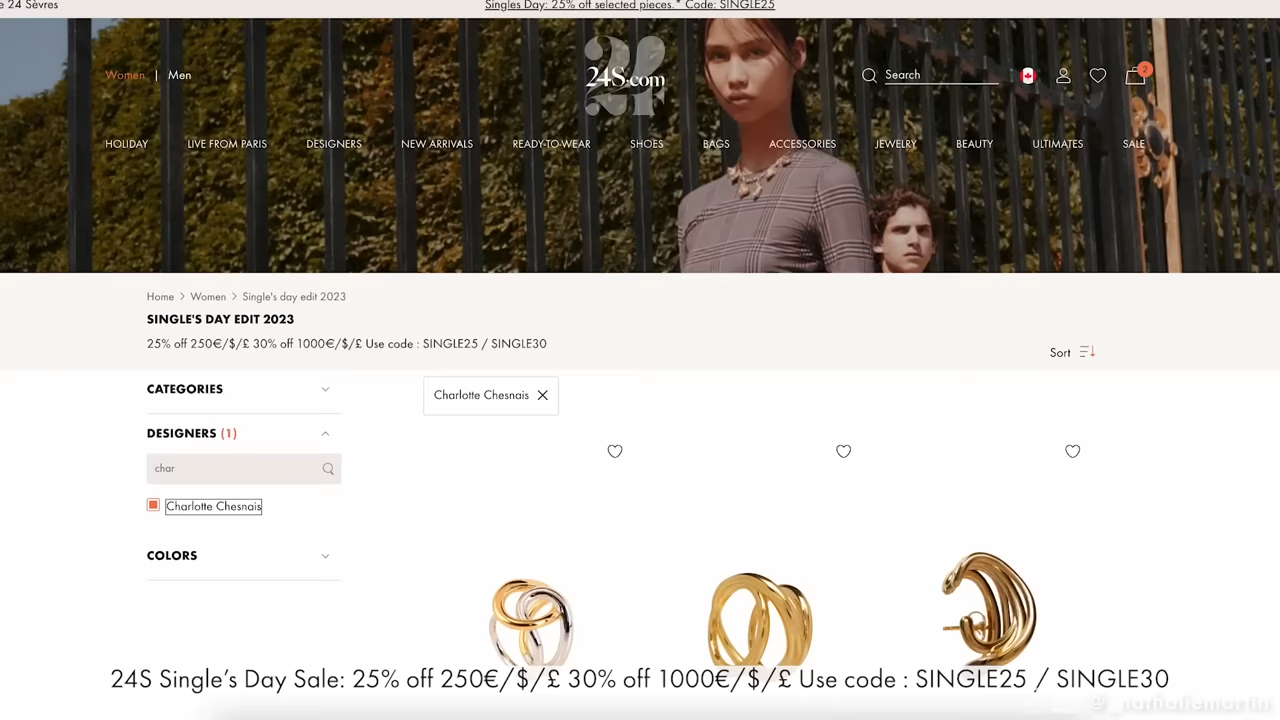 e 24 Sèvres
Singles Day: 25% off selected pieces.* Code: SINGLE25
Women | Men
24S.com
Search
2
HOLIDAY LIVE FROM PARIS DESIGNERS NEW ARRIVALS READY-TO-WEAR SHOES BAGS ACCESSORIES JEWELRY BEAUTY ULTIMATES SALE
Home > Women > Single's day edit 2023
SINGLE'S DAY EDIT 2023
25% off 250€/$/£ 30% off 1000€/$/£ Use code : SINGLE25 / SINGLE30
Sort
CATEGORIES
Charlotte Chesnais
DESIGNERS (1)
char
Charlotte Chesnais
COLORS
24S Single’s Day Sale: 25% off 250€/$/£ 30% off 1000€/$/£ Use code : SINGLE25 / SINGLE30
@_nathaliemartin